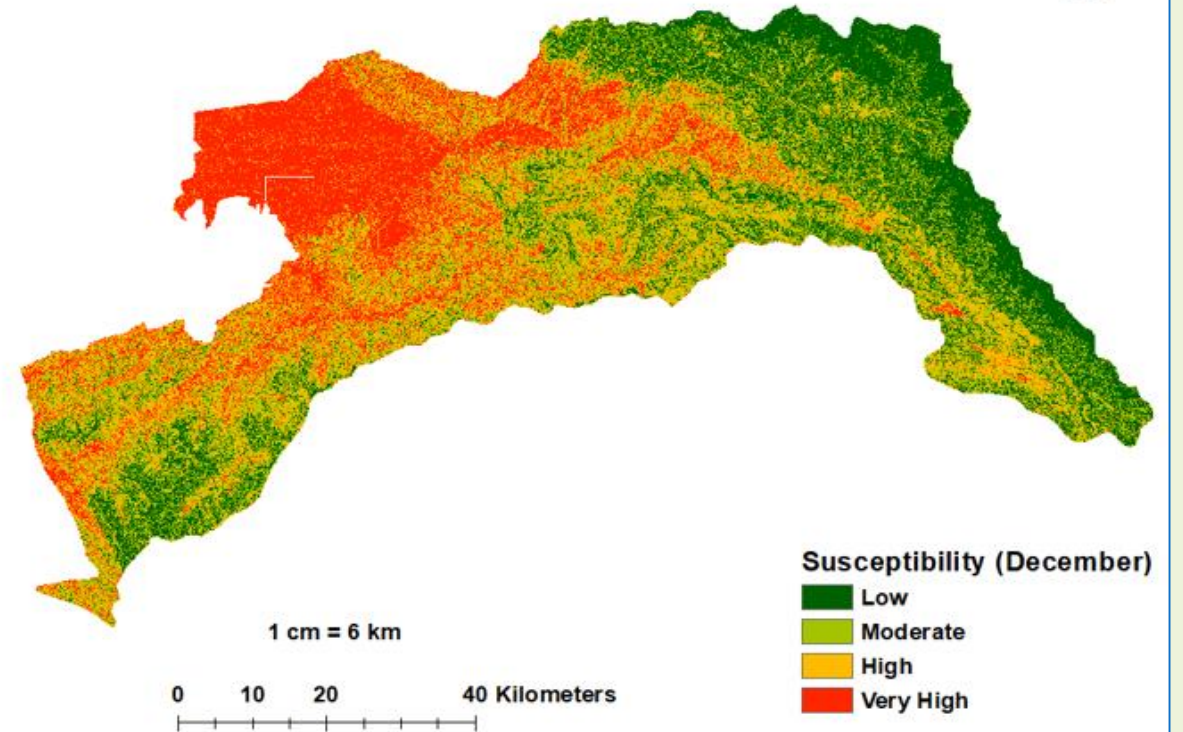 Susceptibility (December)
Low
Moderate
High
Very High
1 cm = 6 km
0 10 20 40 Kilometers